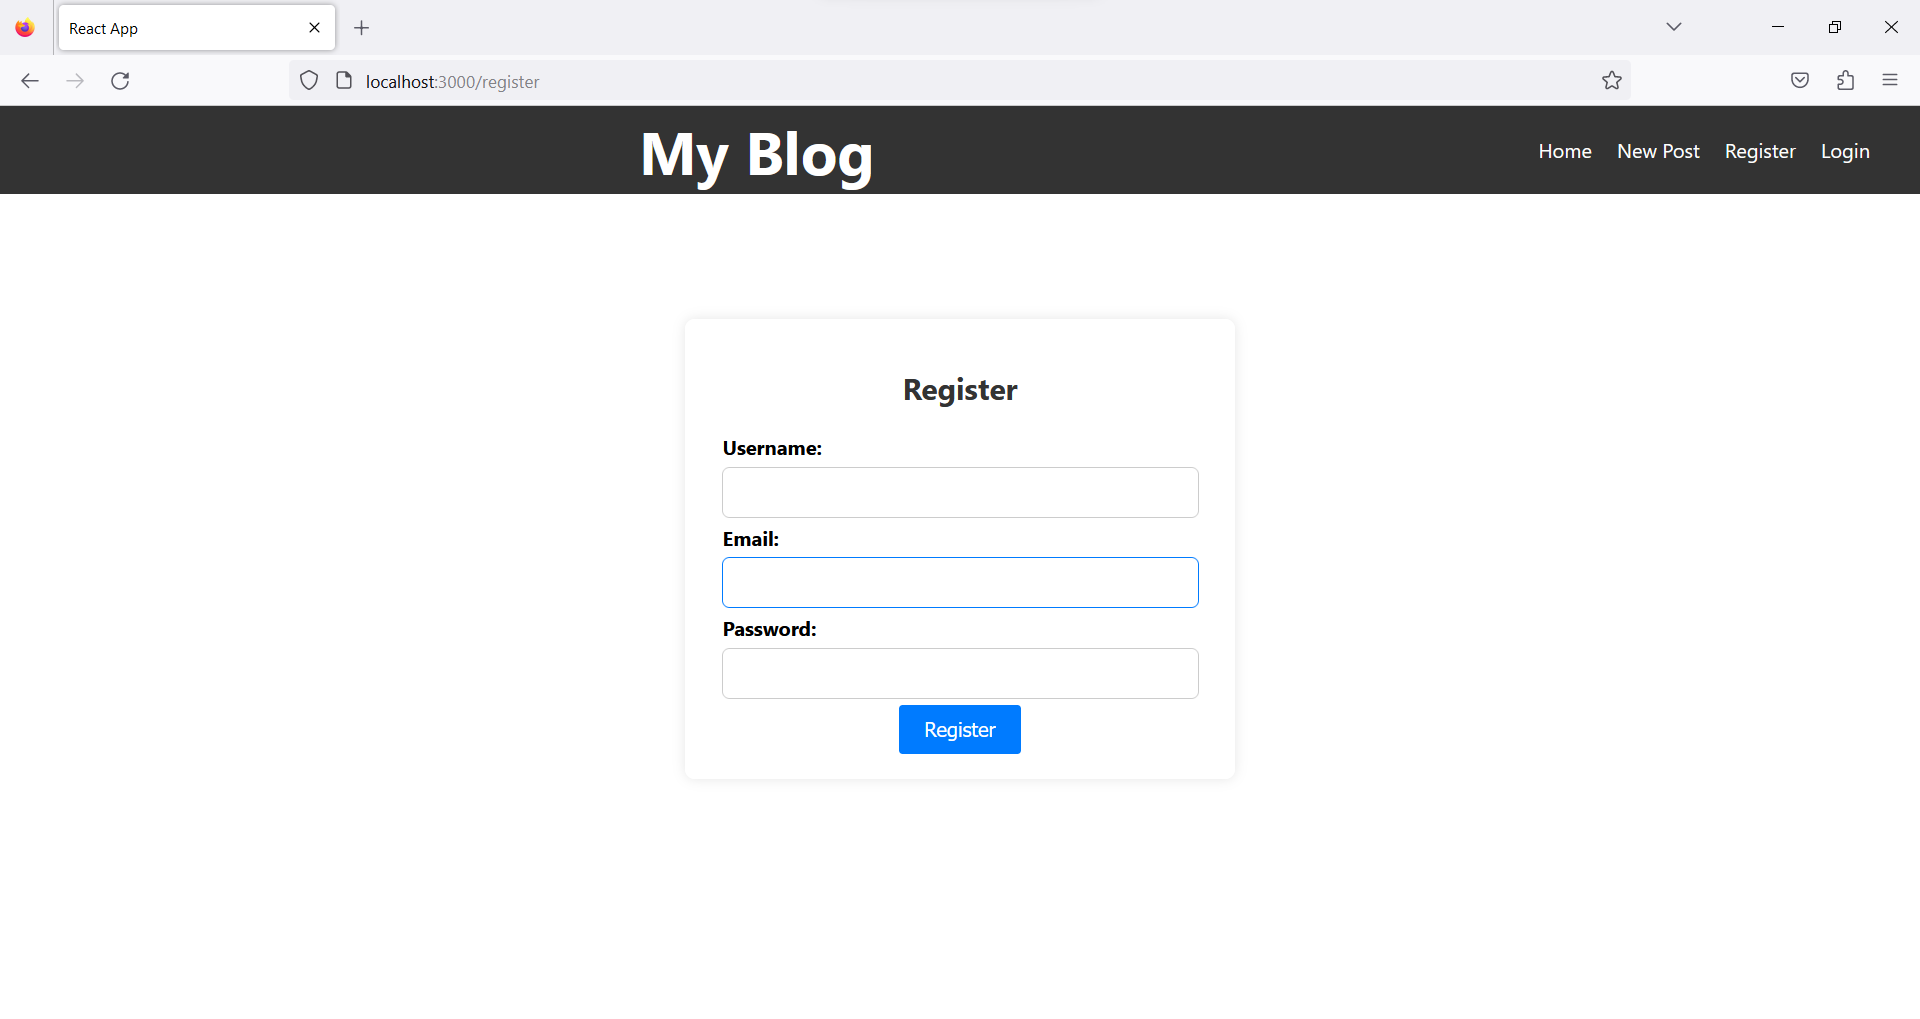 React App
localhost:3000/register
My Blog
Home New Post Register Login
Register
Username:
Email:
Password:
Register